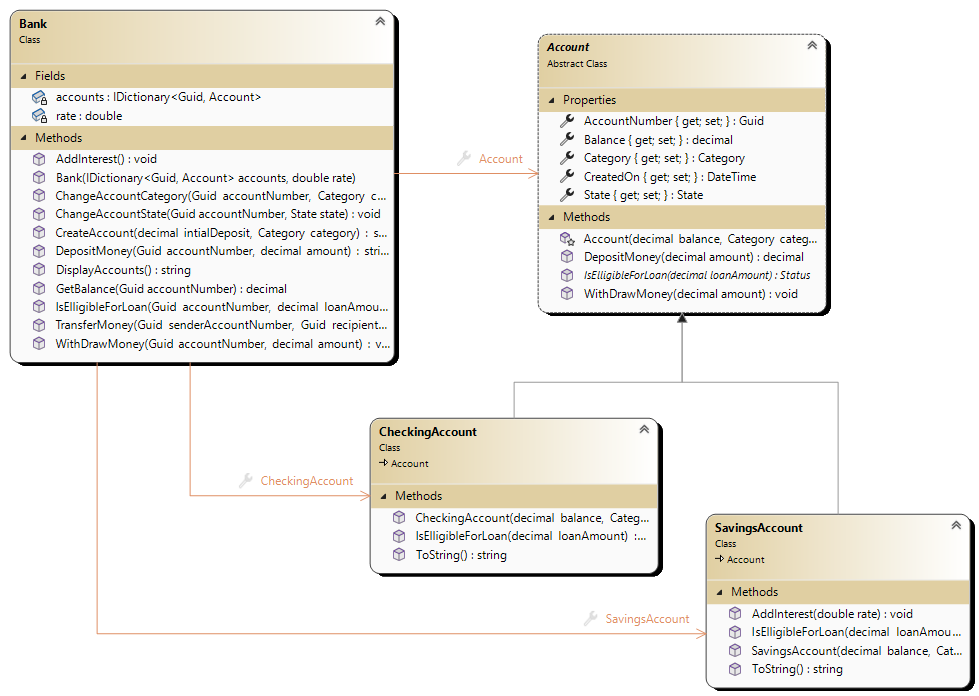 Bank
Class
Fields
accounts : IDictionary<Guid, Account>
rate : double
Methods
AddInterest() : void
Bank(IDictionary<Guid, Account> accounts, double rate)
ChangeAccountCategory(Guid accountNumber, Category c...
ChangeAccountState(Guid accountNumber, State state) : void
CreateAccount(decimal intialDeposit, Category category) : s...
DepositMoney(Guid accountNumber, decimal amount) : stri...
DisplayAccounts() : string
GetBalance(Guid accountNumber) : decimal
IsElligibleForLoan(Guid accountNumber, decimal loanAmou...
TransferMoney(Guid senderAccountNumber, Guid recipient...
WithDrawMoney(Guid accountNumber, decimal amount) : v...
Account
Account
Abstract Class
Properties
AccountNumber { get; set; } : Guid
Balance { get; set; } : decimal
Category { get; set; } : Category
CreatedOn { get; set; } : DateTime
State { get; set; } : State
Methods
Account(decimal balance, Category categ...
DepositMoney(decimal amount) : decimal
IsElligibleForLoan(decimal loanAmount) : Status
WithDrawMoney(decimal amount) : void
CheckingAccount
CheckingAccount
Class
Account
Methods
CheckingAccount(decimal balance, Categ...
IsElligibleForLoan(decimal loanAmount) :...
ToString() : string
SavingsAccount
SavingsAccount
Class
Account
Methods
AddInterest(double rate) : void
IsElligibleForLoan(decimal loanAmou...
SavingsAccount(decimal balance, Cat...
ToString() : string